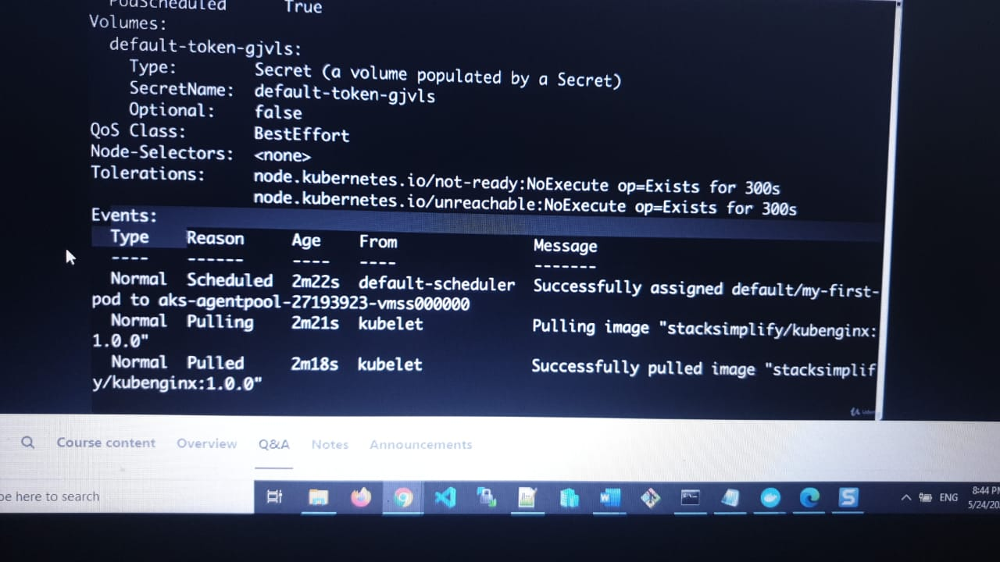 PodScheduled True
Volumes:
default-token-gjvls:
Type: Secret (a volume populated by a Secret)
SecretName: default-token-gjvls
Optional: false
QoS Class: BestEffort
Node-Selectors: <none>
Tolerations: node.kubernetes.io/not-ready:NoExecute op=Exists for 300s
node.kubernetes.io/unreachable:NoExecute op=Exists for 300s
Events:
Type Reason Age From Message
---- ------ ---- ---- -------
Normal Scheduled 2m22s default-scheduler Successfully assigned default/my-first-
pod to aks-agentpool-27193923-vmss000000
Normal Pulling 2m21s kubelet Pulling image "stacksimplify/kubenginx:
1.0.0"
Normal Pulled 2m18s kubelet Successfully pulled image "stacksimplif
y/kubenginx:1.0.0"
Udemy
Course content Overview Q&A Notes Announcements
pe here to search
ENG
8:44 PM
5/24/20